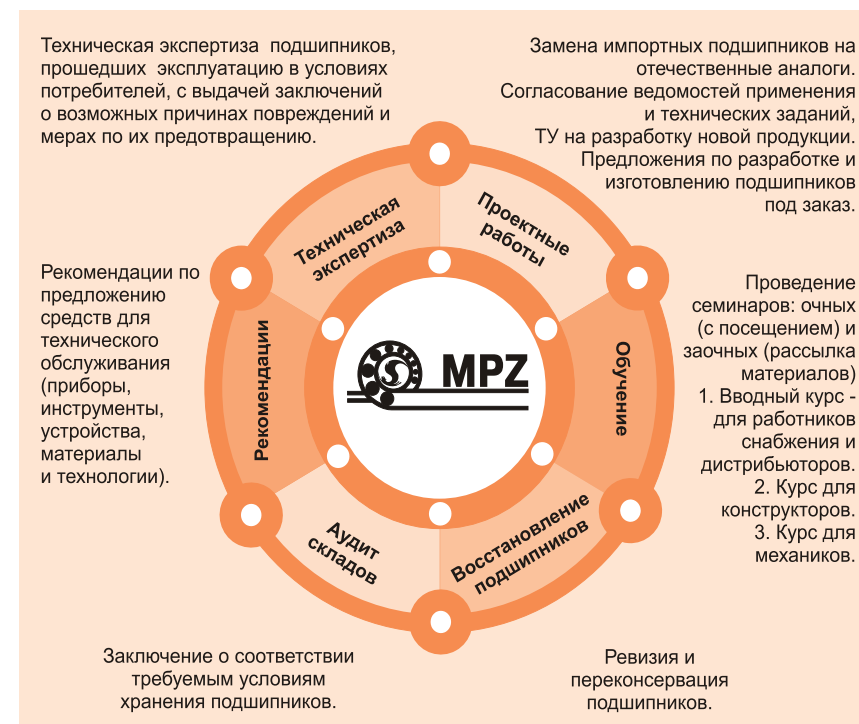 Техническая экспертиза подшипников,
прошедших эксплуатацию в условиях
потребителей, с выдачей заключений
о возможных причинах повреждений и
мерах по их предотвращению.
Замена импортных подшипников на
отечественные аналоги.
Согласование ведомостей применения
и технических заданий,
ТУ на разработку новой продукции.
Предложения по разработке и
изготовлению подшипников
под заказ.
Техническая
экспертиза
Проектные
работы
Рекомендации по
предложению
средств для
технического
обслуживания
(приборы,
инструменты,
устройства,
материалы
и технологии).
Рекомендации
MPZ
Обучение
Проведение
семинаров: очных
(с посещением) и
заочных (рассылка
материалов)
1. Вводный курс -
для работников
снабжения и
дистрибьюторов.
2. Курс для
конструкторов.
3. Курс для
механиков.
Аудит
складов
Восстановление
подшипников
Заключение о соответствии
требуемым условиям
хранения подшипников.
Ревизия и
переконсервация
подшипников.